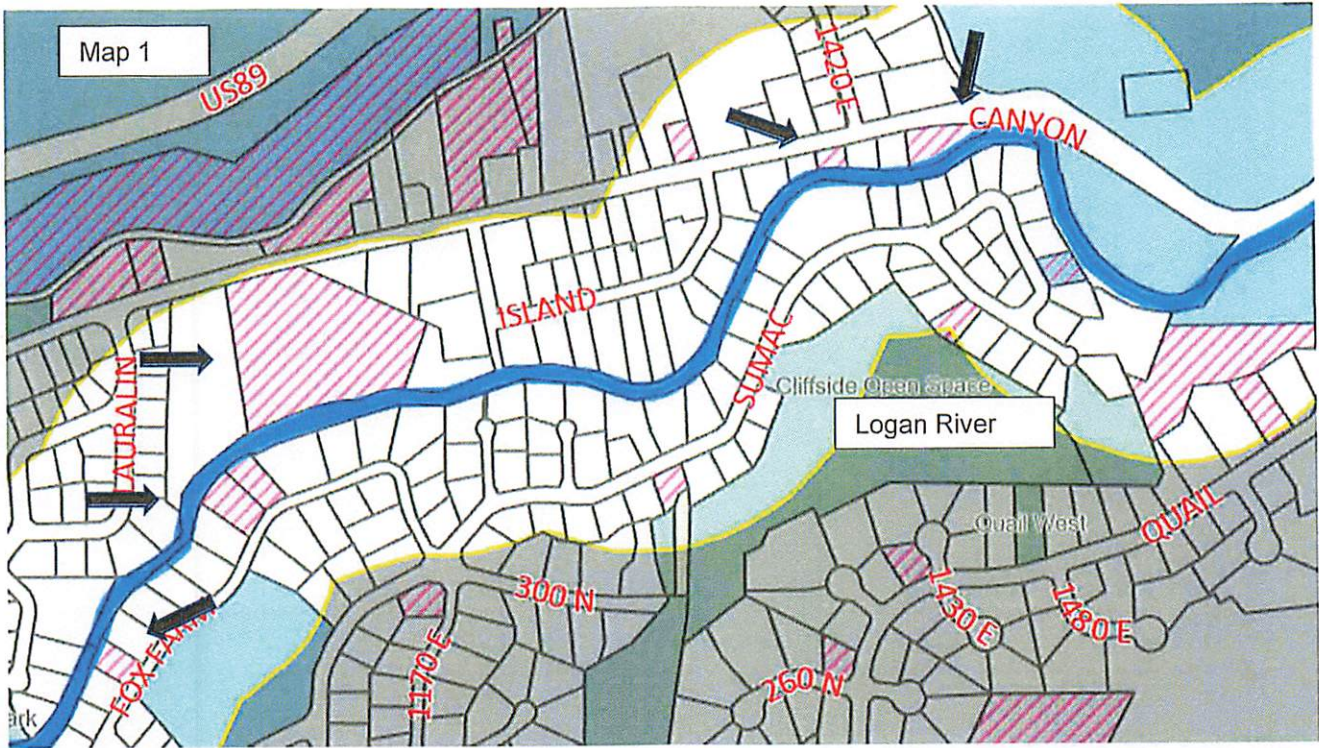 Map 1
US89
1420 E
CANYON
ISLAND
SUMAC
LAURALIN
Cliffside Open Space
Logan River
Quail West
QUAIL
300 N
1430 E
1480 E
1170 E
260 N
FOX FARM
ark